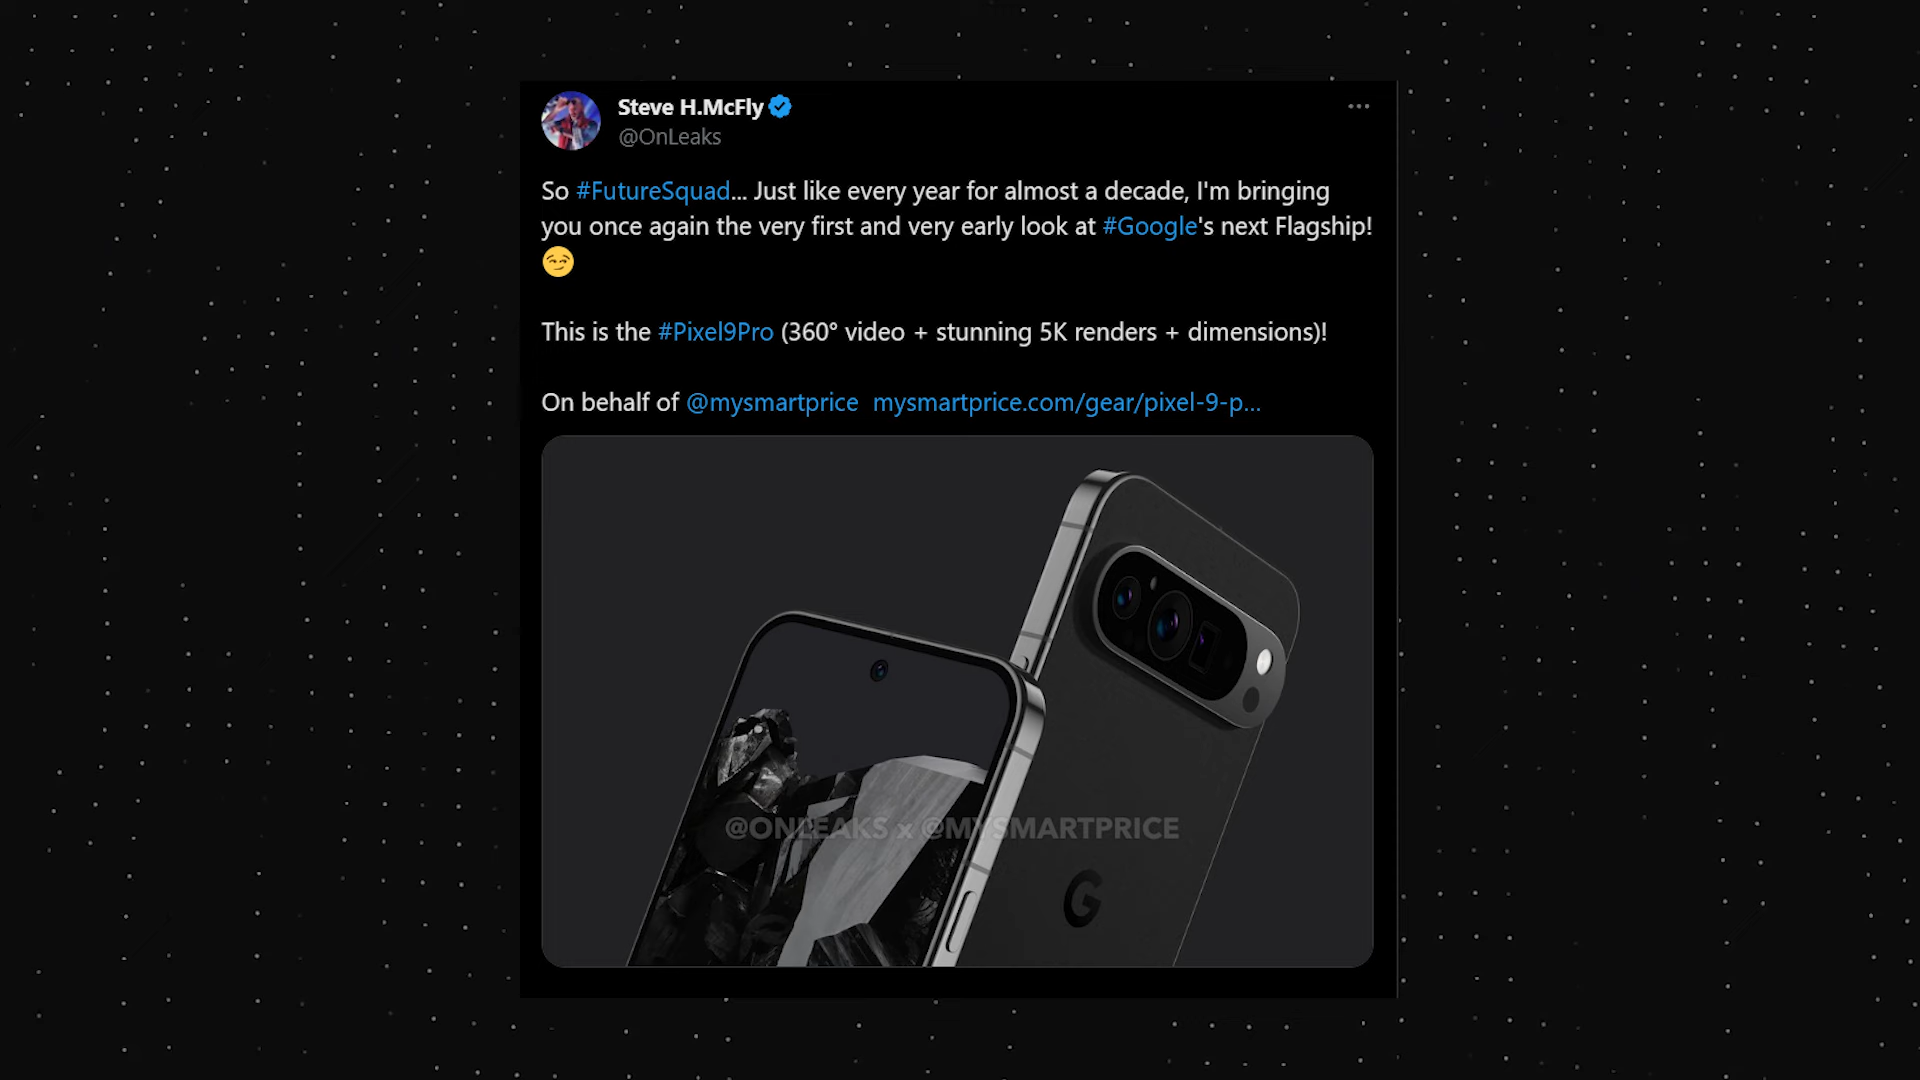 Steve H.McFly
@OnLeaks
So #FutureSquad... Just like every year for almost a decade, I'm bringing
you once again the very first and very early look at #Google's next Flagship!
😏
This is the #Pixel9Pro (360° video + stunning 5K renders + dimensions)!
On behalf of @mysmartprice mysmartprice.com/gear/pixel-9-p...
@ONLEAKS x @MYSMARTPRICE
G